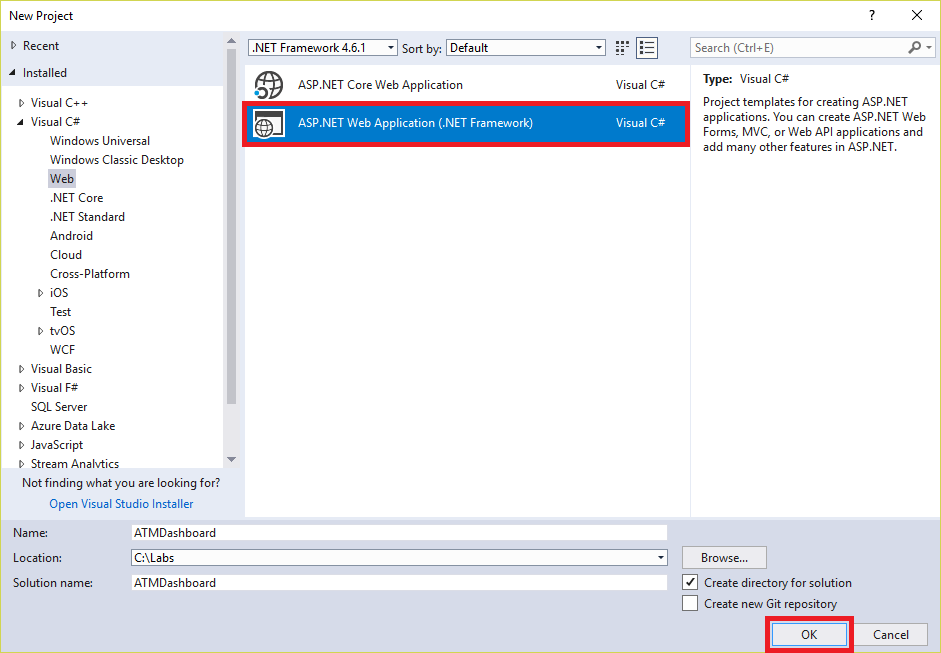 New Project
?
Recent
Installed
Visual C++
Visual C#
Windows Universal
Windows Classic Desktop
Web
.NET Core
.NET Standard
Android
Cloud
Cross-Platform
iOS
Test
tvOS
WCF
Visual Basic
Visual F#
SQL Server
Azure Data Lake
JavaScript
Stream Analytics
Not finding what you are looking for?
Open Visual Studio Installer
.NET Framework 4.6.1
Sort by:
Default
ASP.NET Core Web Application
Visual C#
ASP.NET Web Application (.NET Framework)
Visual C#
Search (Ctrl+E)
Type: Visual C#
Project templates for creating ASP.NET
applications. You can create ASP.NET Web
Forms, MVC, or Web API applications and
add many other features in ASP.NET.
Name:
ATMDashboard
Location:
C:\Labs
Solution name:
ATMDashboard
Browse...
Create directory for solution
Create new Git repository
OK
Cancel